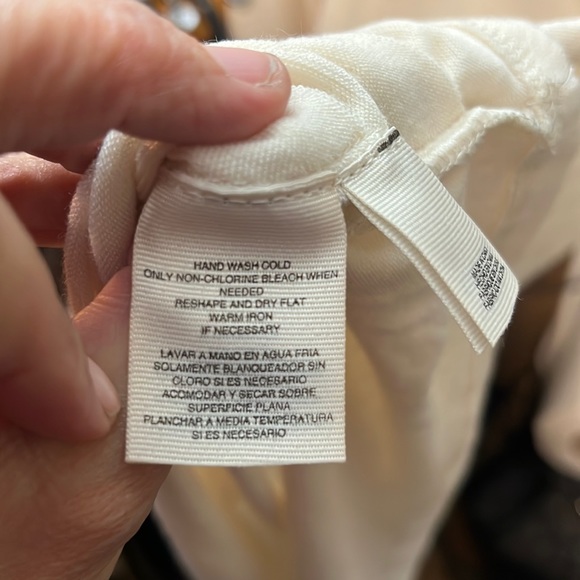 HAND WASH COLD
ONLY NON-CHLORINE BLEACH WHEN
NEEDED
RESHAPE AND DRY FLAT
WARM IRON
IF NECESSARY
LAVAR A MANO EN AGUA FRIA
SOLAMENTE BLANQUEADOR SIN
CLORO SI ES NECESARIO
ACOMODAR Y SECAR SOBRE
SUPERFICIE PLANA
PLANCHAR A MEDIA TEMPERATURA
SI ES NECESARIO